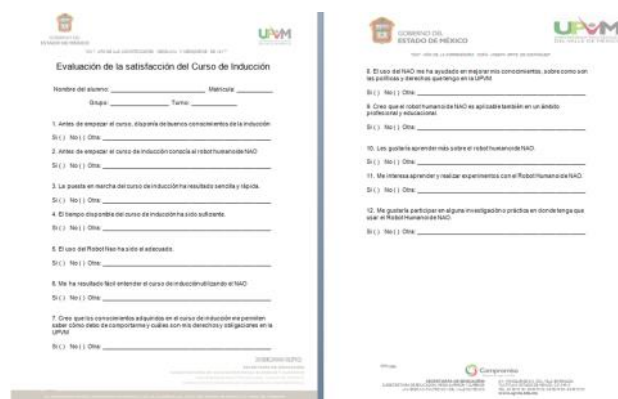 GOBIERNO DEL
ESTADO DE MÉXICO
UPVM
Evaluación de la satisfacción del Curso de Inducción
Nombre del alumno: Matrícula:
Grupo: Turno:
1. Antes de empezar el curso, disponía de buenos conocimientos de la inducción
Si ( ) No ( ) Otra:
2. Antes de empezar el curso de inducción conocía al robot humanoide NAO
Si ( ) No ( ) Otra:
3. La puesta en marcha del curso de inducción ha resultado sencilla y rápida.
Si ( ) No ( ) Otra:
4. El tiempo disponible del curso de inducción ha sido suficiente.
Si ( ) No ( ) Otra:
5. El uso del Robot Nao ha sido el adecuado.
Si ( ) No ( ) Otra:
6. Me ha resultado fácil entender el curso de inducción utilizando el NAO
Si ( ) No ( ) Otra:
7. Creo que los conocimientos adquiridos en el curso de inducción me permiten
saber cómo debo de comportarme y cuáles son mis derechos y obligaciones en la
UPVM
Si ( ) No ( ) Otra:
GOBIERNO DEL
ESTADO DE MÉXICO
UPVM
DEL VALLE DE MÉXICO
8. El uso del NAO me ha ayudado en mejorar mis conocimientos, sobre como son
las políticas y derechos que tengo en la UPVM
Si ( ) No ( ) Otra:
9. Creo que el robot humanoide NAO es aplicable también en un ámbito
profesional y educacional.
Si ( ) No ( ) Otra:
10. Les gustaría aprender más sobre el robot humanoide NAO.
11. Me interesa aprender y realizar experimentos con el Robot Humanoide NAO.
Si ( ) No ( ) Otra:
12. Me gustaría participar en alguna investigación o práctica en donde tenga que
usar el Robot Humanoide NAO.
Si ( ) No ( ) Otra:
Compromiso
SECRETARÍA DE EDUCACIÓN